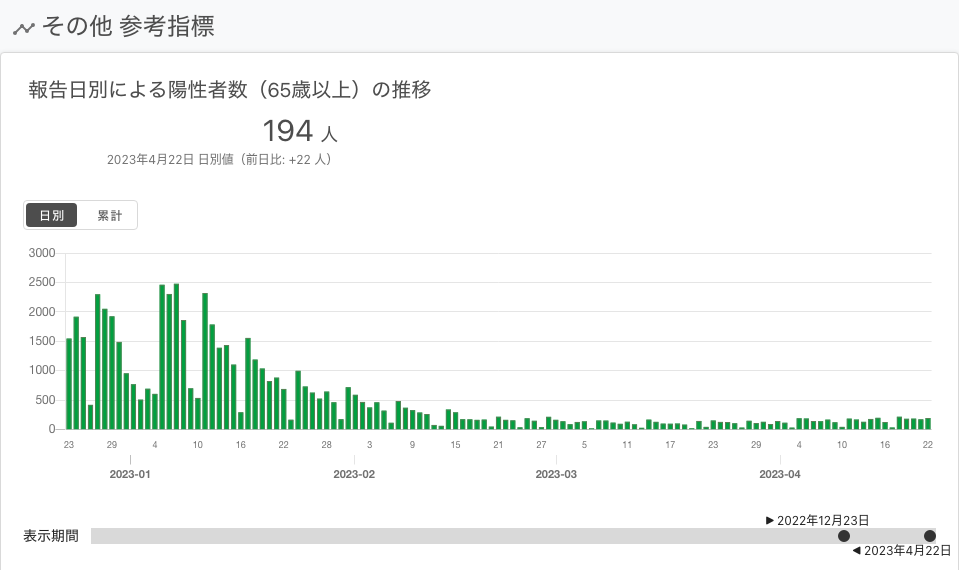 その他 参考指標
報告日別による陽性者数（65歳以上）の推移
194 人
2023年4月22日 日別値（前日比: +22 人）
日別 累計
3000
2500
2000
1500
1000
500
0
23 29 4 10 16 22 28 3 9 15 21 27 5 11 17 23 29 4 10 16 22
2023-01 2023-02 2023-03 2023-04
▶ 2022年12月23日
表示期間
◀ 2023年4月22日